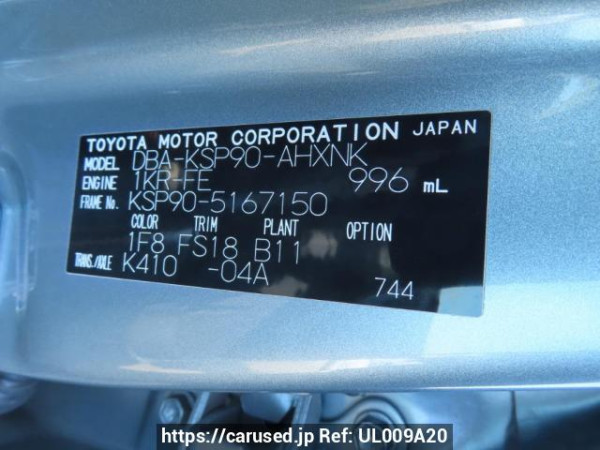 TOYOTA MOTOR CORPORATION JAPAN
MODEL DBA-KSP90-AHXNK
ENGINE 1KR-FE 996 mL
FRAME No. KSP90-5167150
COLOR TRIM PLANT OPTION
1F8 FS18 B11
TRANS./AXLE K410 -04A
744
https://carused.jp Ref: UL009A20